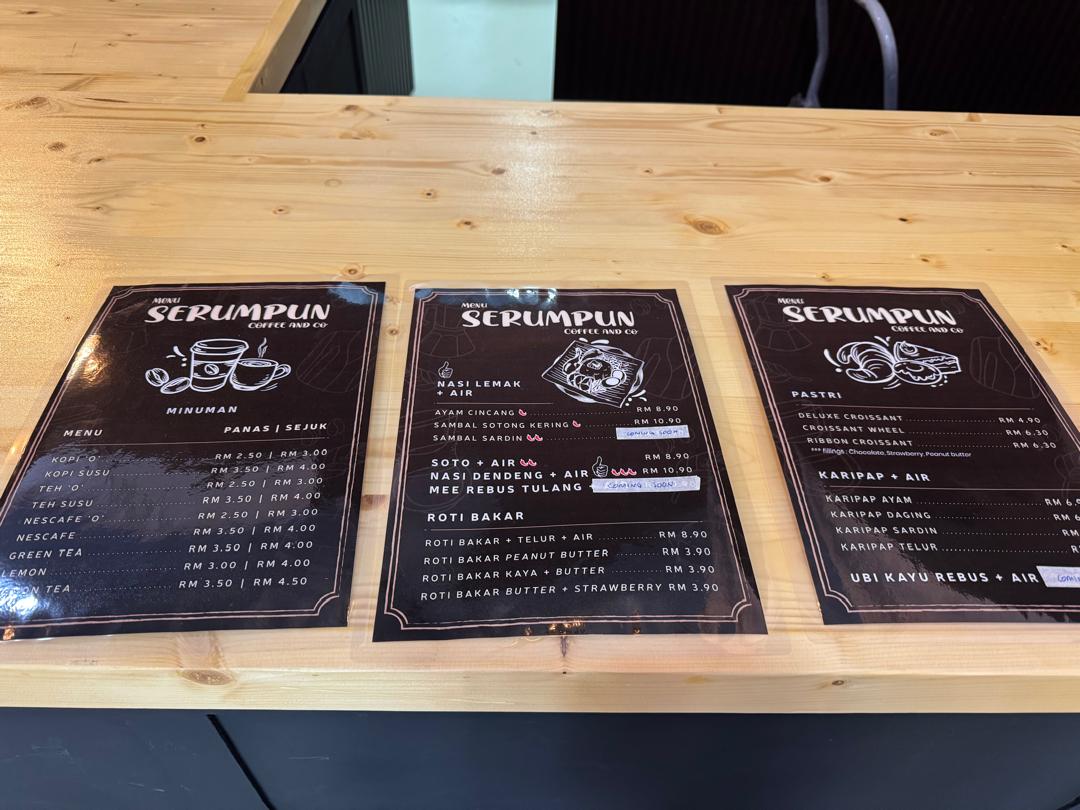 MENU
SERUMPUN
COFFEE AND CO
MINUMAN
MENU PANAS | SEJUK
KOPI 'O' RM 2.50 | RM 3.00
KOPI SUSU RM 3.50 | RM 4.00
TEH 'O' RM 2.50 | RM 3.00
TEH SUSU RM 3.50 | RM 4.00
NESCAFE 'O' RM 2.50 | RM 3.00
NESCAFE RM 3.50 | RM 4.00
GREEN TEA RM 3.50 | RM 4.00
LEMON RM 3.00 | RM 4.00
TEA RM 3.50 | RM 4.50
MENU
SERUMPUN
COFFEE AND CO
NASI LEMAK
+ AIR
AYAM CINCANG RM 8.90
SAMBAL SOTONG KERING RM 10.90
SAMBAL SARDIN COMING SOON
SOTO + AIR RM 8.90
NASI DENDENG + AIR RM 10.90
MEE REBUS TULANG + COMING SOON
ROTI BAKAR
ROTI BAKAR + TELUR + AIR RM 8.90
ROTI BAKAR PEANUT BUTTER RM 3.90
ROTI BAKAR KAYA + BUTTER RM 3.90
ROTI BAKAR BUTTER + STRAWBERRY RM 3.90
MENU
SERUMPUN
COFFEE AND CO
PASTRI
DELUXE CROISSANT RM 4.90
CROISSANT WHEEL RM 6.30
RIBBON CROISSANT RM 6.30
*** Filings : Chocolate, Strawberry, Peanut butter
KARIPAP + AIR
KARIPAP AYAM RM
KARIPAP DAGING RM
KARIPAP SARDIN RM
KARIPAP TELUR RM
UBI KAYU REBUS + AIR